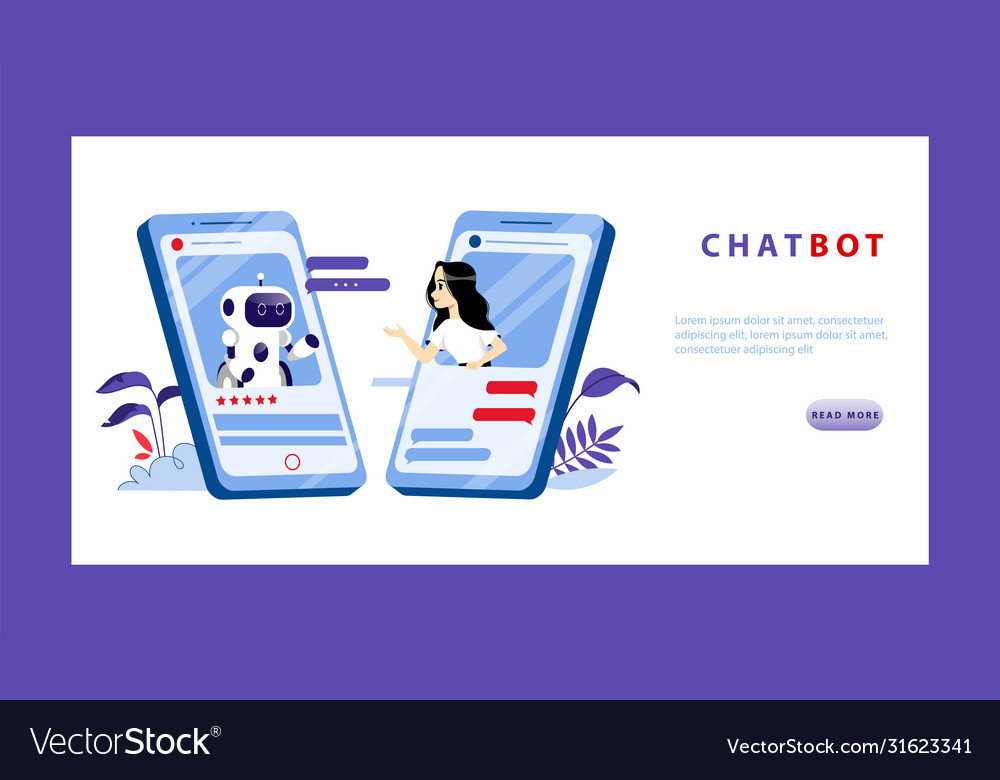 CHATBOT
Lorem ipsum dolor sit amet, consectetuer
adipiscing elit, lorem ipsum dolor sit amet,
consectetuer adipiscing elit
READ MORE
VectorStock®
VectorStock.com/31623341